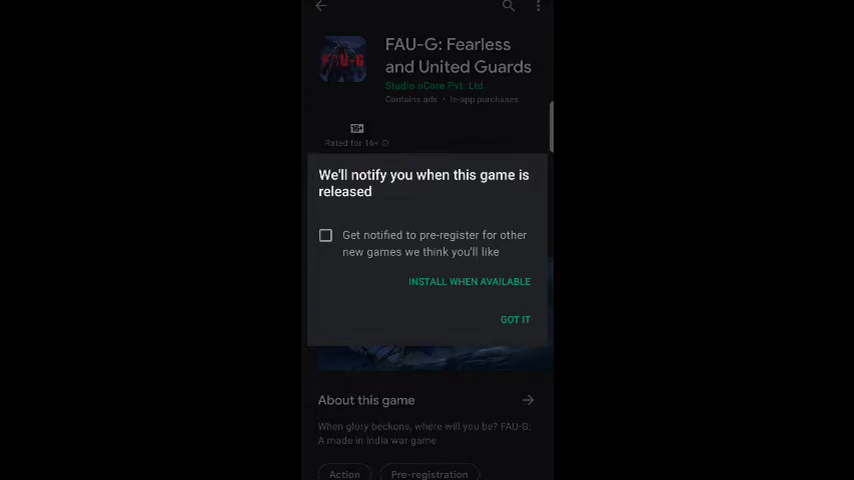 FAU-G: Fearless
and United Guards
Studio nCore Pvt. Ltd.
Contains ads • In-app purchases
FAU-G
16+
Rated for 16+
We'll notify you when this game is
released
Get notified to pre-register for other
new games we think you'll like
INSTALL WHEN AVAILABLE
GOT IT
About this game
When glory beckons, where will you be? FAU-G:
A made in India war game
Action
Pre-registration